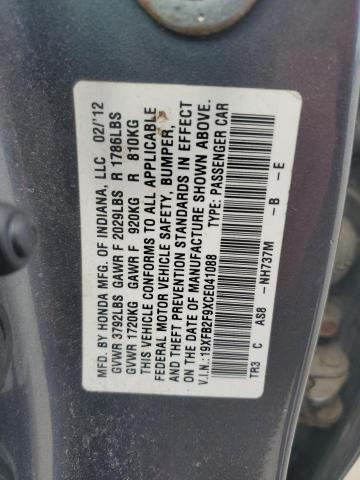 MFD. BY HONDA MFG. OF INDIANA, LLC 02/'12
GVWR 3792LBS GAWR F 2029LBS R 1786LBS
GVWR 1720KG GAWR F 920KG R 810KG
THIS VEHICLE CONFORMS TO ALL APPLICABLE
FEDERAL MOTOR VEHICLE SAFETY, BUMPER,
AND THEFT PREVENTION STANDARDS IN EFFECT
ON THE DATE OF MANUFACTURE SHOWN ABOVE.
V.I.N.:19XFB2F9XCE041088 TYPE: PASSENGER CAR
TR3 C AS8 -NH737M -B -E